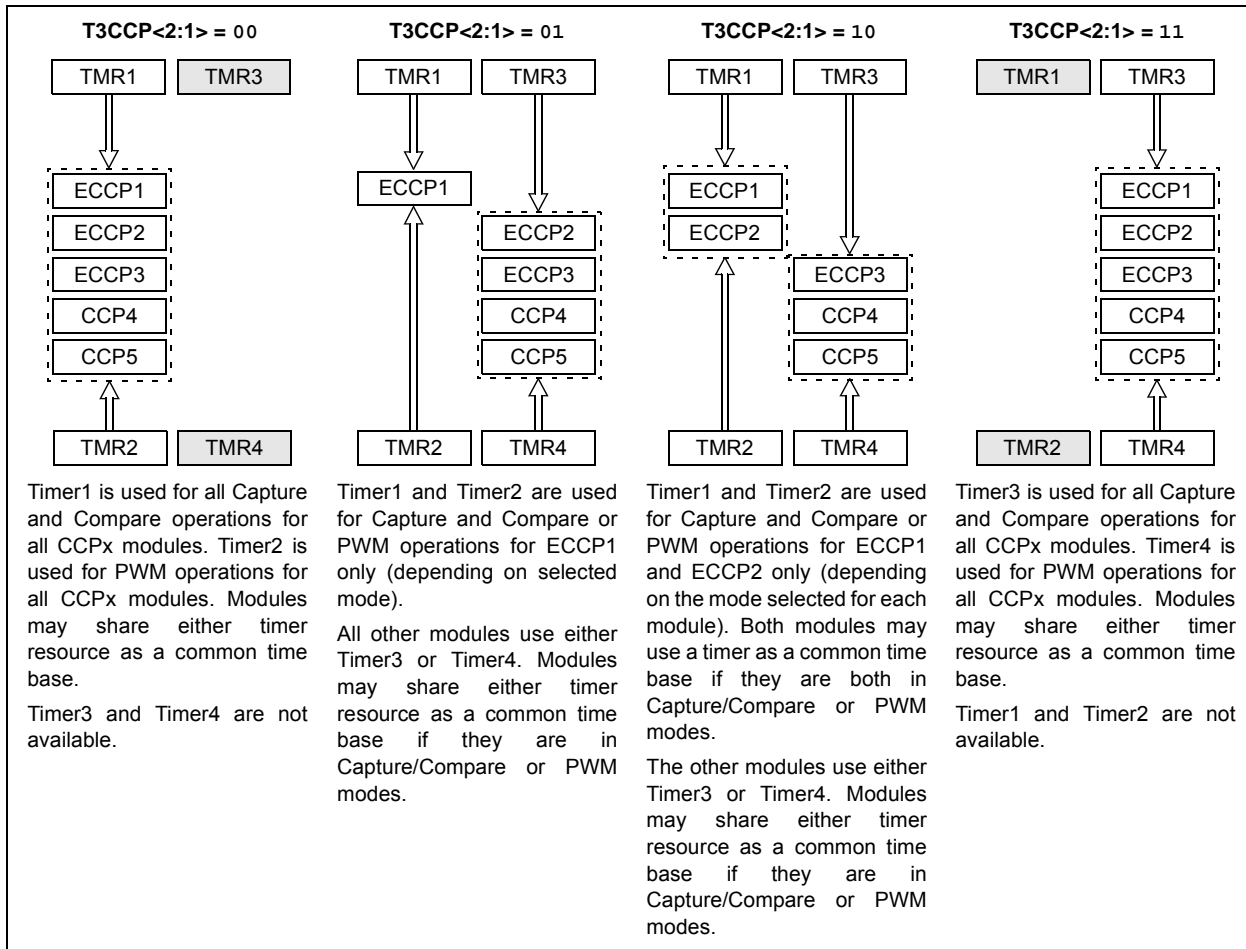 T3CCP<2:1> = 00
TMR1
TMR3
ECCP1
ECCP2
ECCP3
CCP4
CCP5
TMR2
TMR4
Timer1 is used for all Capture
and Compare operations for
all CCPx modules. Timer2 is
used for PWM operations for
all CCPx modules. Modules
may share either timer
resource as a common time
base.
Timer3 and Timer4 are not
available.
T3CCP<2:1> = 01
TMR1
TMR3
ECCP1
ECCP2
ECCP3
CCP4
CCP5
TMR2
TMR4
Timer1 and Timer2 are used
for Capture and Compare or
PWM operations for ECCP1
only (depending on selected
mode).
All other modules use either
Timer3 or Timer4. Modules
may share either timer
resource as a common time
base if they are in
Capture/Compare or PWM
modes.
T3CCP<2:1> = 10
TMR1
TMR3
ECCP1
ECCP2
ECCP3
CCP4
CCP5
TMR2
TMR4
Timer1 and Timer2 are used
for Capture and Compare or
PWM operations for ECCP1
and ECCP2 only (depending
on the mode selected for each
module). Both modules may
use a timer as a common time
base if they are both in
Capture/Compare or PWM
modes.
The other modules use either
Timer3 or Timer4. Modules
may share either timer
resource as a common time
base if they are in
Capture/Compare or PWM
modes.
T3CCP<2:1> = 11
TMR1
TMR3
ECCP1
ECCP2
ECCP3
CCP4
CCP5
TMR2
TMR4
Timer3 is used for all Capture
and Compare operations for
all CCPx modules. Timer4 is
used for PWM operations for
all CCPx modules. Modules
may share either timer
resource as a common time
base.
Timer1 and Timer2 are not
available.